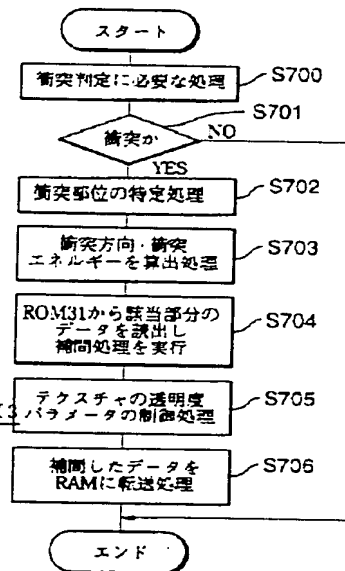 スタート
衝突判定に必要な処理
S700
S701
衝突か
NO
YES
衝突部位の特定処理
S702
衝突方向・衝突
エネルギーを算出処理
S703
ROM31から該当部分の
データを読出し
補間処理を実行
S704
テクスチャの透明度
パラメータの制御処理
S705
補間したデータを
RAMに転送処理
S706
エンド